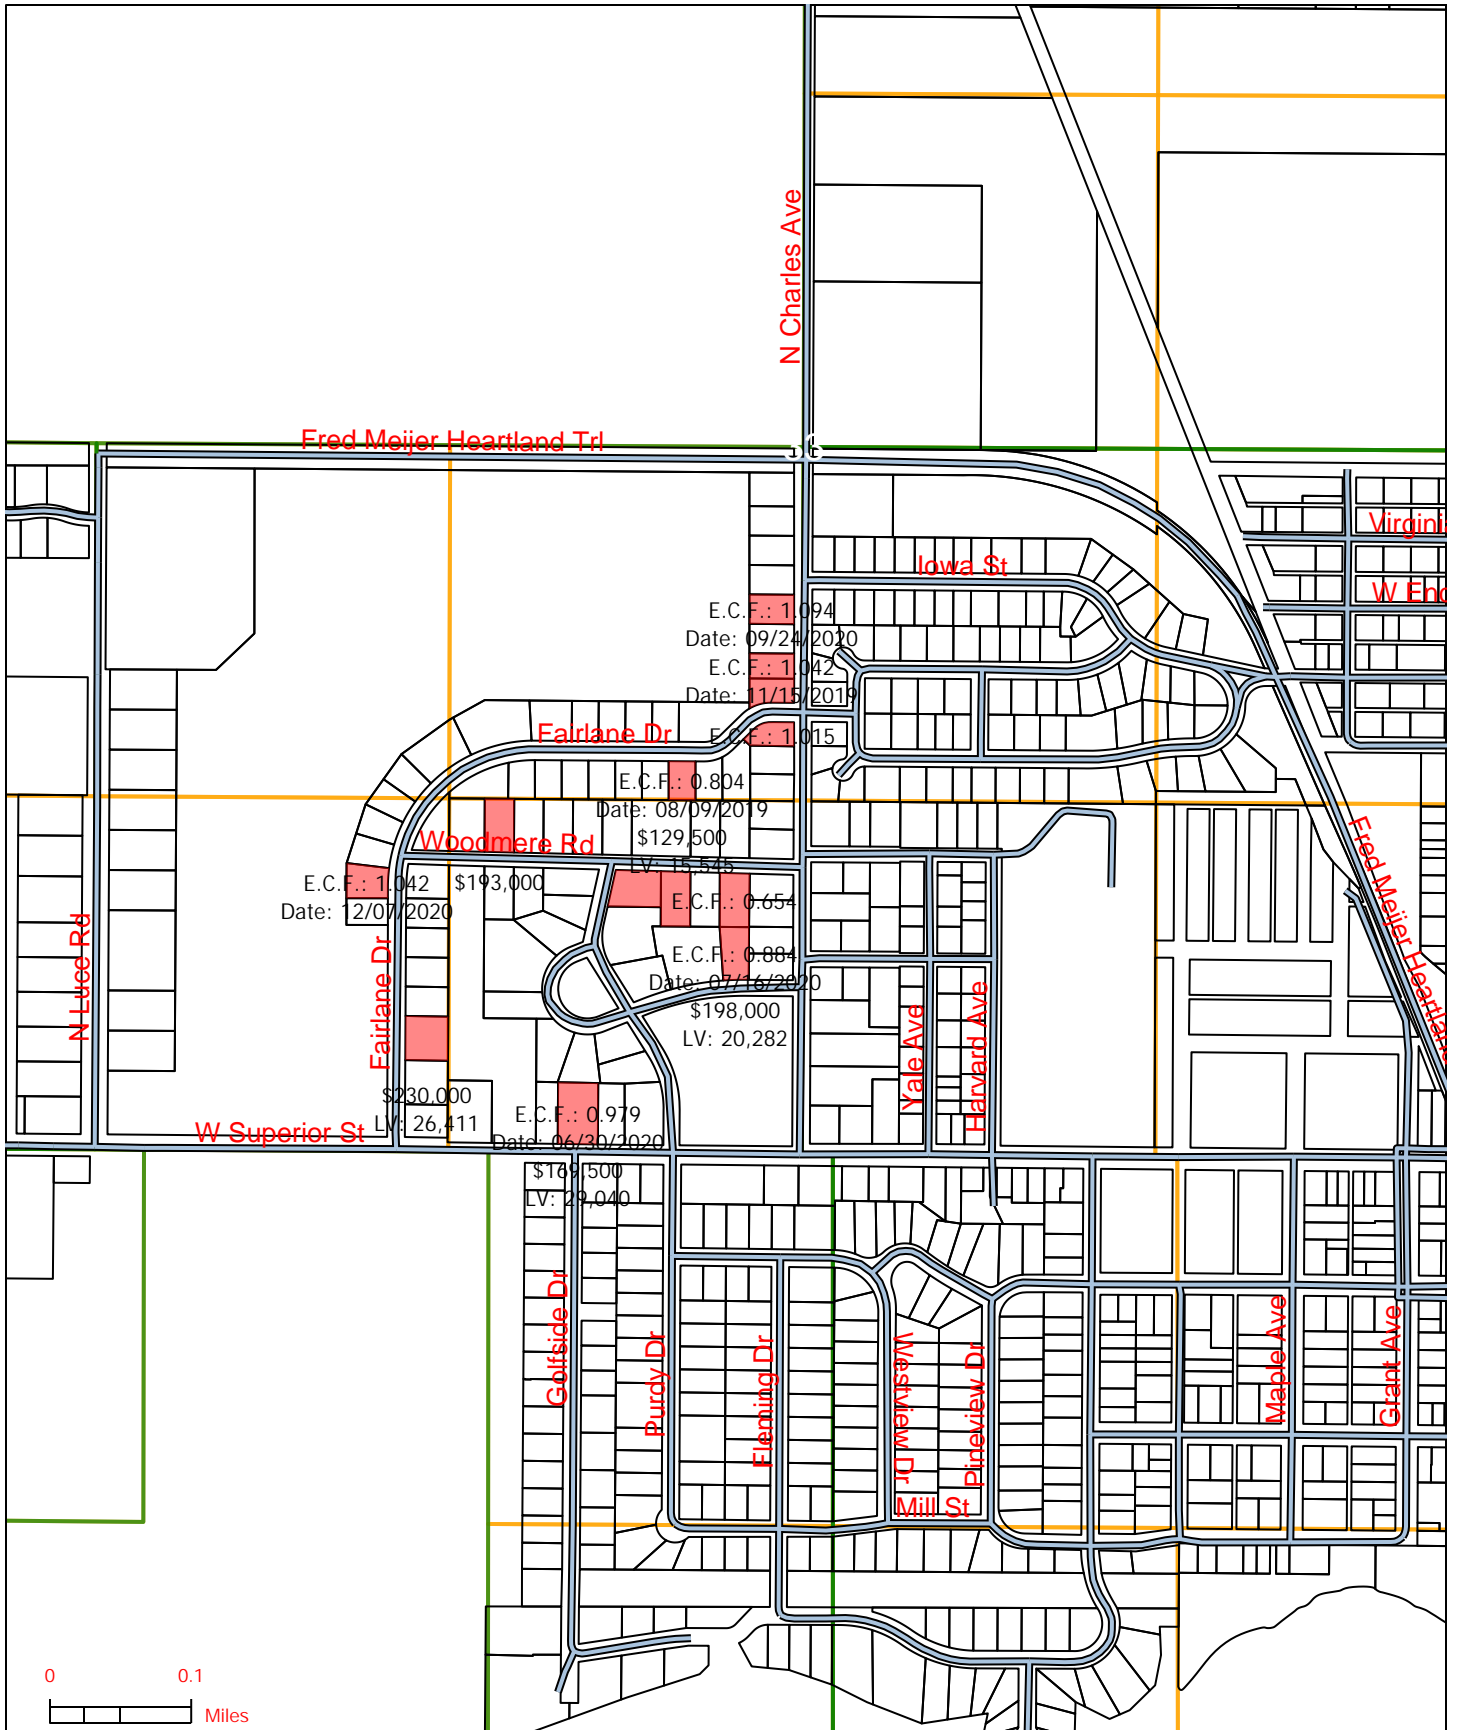 N Charles Ave
Fred Meijer Heartland Trl
Iowa St
W End
E.C.F.: 1.094
Date: 09/24/2020
E.C.F.: 1.042
Date: 11/15/2019
E.C.F.: 1.015
Fairlane Dr
E.C.F.: 0.804
Date: 08/09/2019
$129,500
LV: 15,545
Woodmere Rd
$193,000
E.C.F.: 1.042
Date: 12/07/2020
E.C.F.: 0.654
E.C.F.: 0.884
Date: 07/16/2020
$198,000
LV: 20,282
N Luce Rd
Fairlane Dr
Yale Ave
Harvard Ave
Fred Meijer Heartland
$230,000
LV: 26,411
W Superior St
E.C.F.: 0.979
Date: 06/30/2020
$169,500
LV: 29,040
Golfside Dr
Purdy Dr
Fleming Dr
Westview Dr
Pineview Dr
Maple Ave
Grant Ave
Mill St
0 0.1
Miles